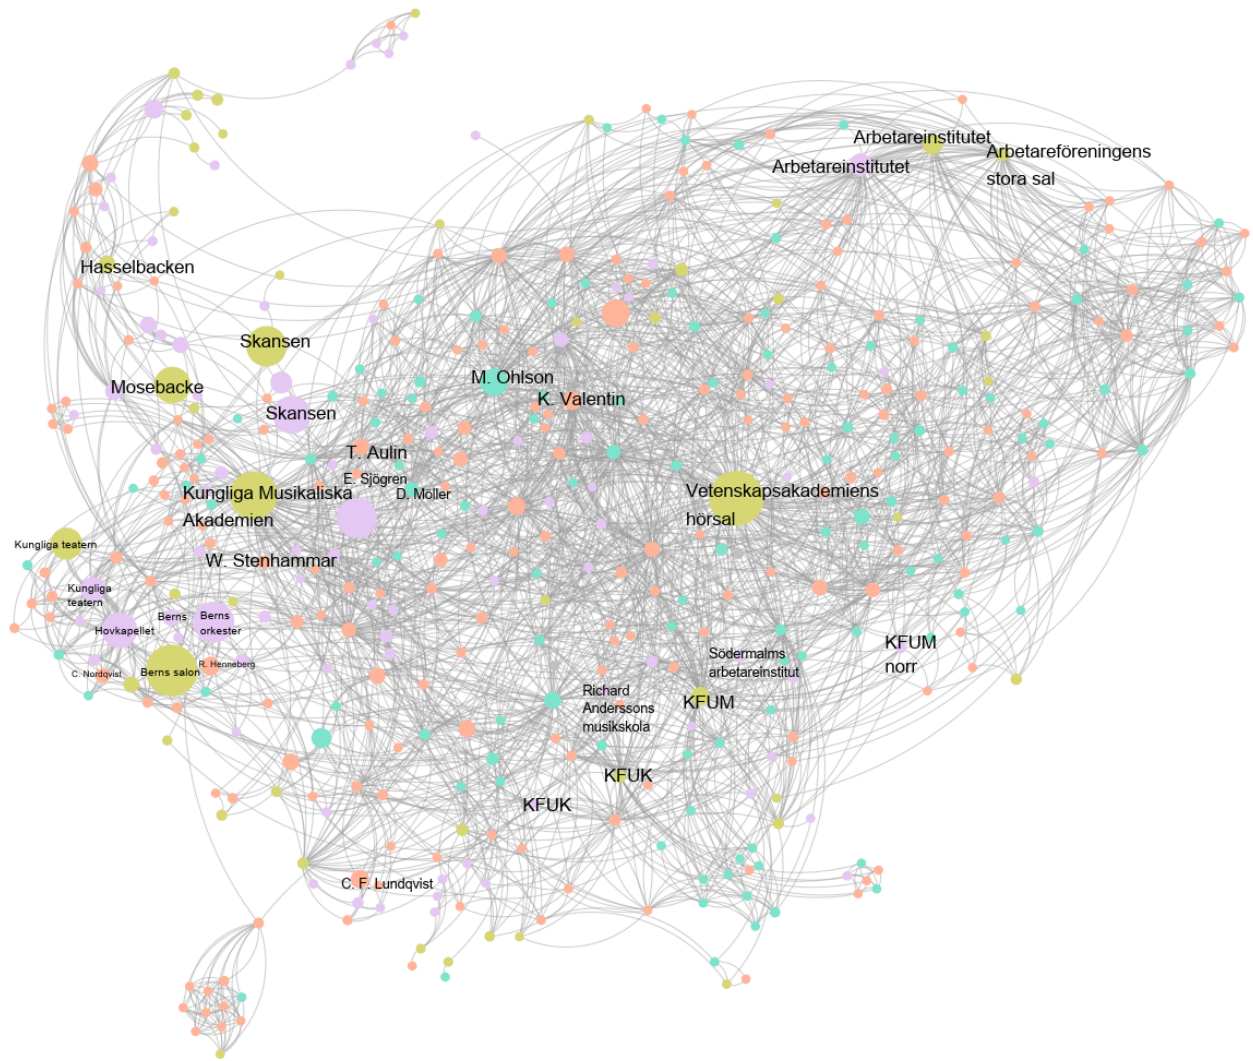 Arbetareinstitutet
Arbetareföreningens
stora sal
Arbetareinstitutet
Hasselbacken
Skansen
M. Ohlson
Mosebacke
K. Valentin
Skansen
T. Aulin
E. Sjögren
D. Möller
Kungliga Musikaliska
Akademien
Vetenskapsakademiens
hörsal
Kungliga teatern
W. Stenhammar
Kungliga
teatern
Berns
Berns
orkester
Hovkapellet
KFUM
norr
Södermalms
arbetareinstitut
R. Henneberg
C. Nordqvist
Berns salon
Richard
Anderssons
musikskola
KFUM
KFUK
KFUK
C. F. Lundqvist